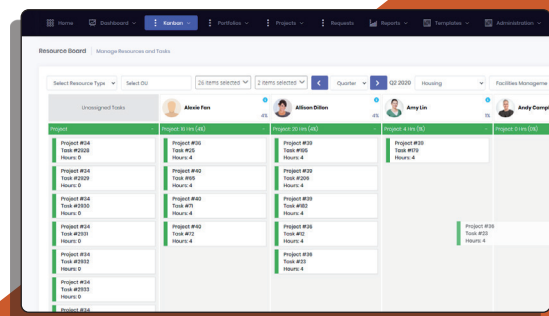 Home Dashboard Kanban Portfolios Projects Requests Reports Templates Administration
Resource Board Manage Resources and Tasks
Select Resource Type Select OU 26 items selected 2 items selected Quarter Q2 2020 Housing Facilities Manageme
Unassigned Tasks Alexie Fen 4% Allison Dillon 4% Amy Lin 1% Andy Campb
Project Project: 16 Hrs (4%) Project: 20 Hrs (4%) Project: 4 Hrs (1%) Project: 0 Hrs (0%)
Project #34
Task #2928
Hours: 0
Project #34
Task #2929
Hours: 0
Project #34
Task #2930
Hours: 0
Project #34
Task #2931
Hours: 0
Project #34
Task #2932
Hours: 0
Project #34
Task #2933
Hours: 0
Project #34
Project #36
Task #25
Hours: 4
Project #40
Task #65
Hours: 4
Project #40
Task #71
Hours: 4
Project #40
Task #72
Hours: 4
Project #39
Task #195
Hours: 4
Project #39
Task #206
Hours: 4
Project #39
Task #182
Hours: 4
Project #36
Task #12
Hours: 4
Project #36
Task #23
Hours: 4
Project #39
Task #179
Hours: 4
Project #36
Task #23
Hours: 4